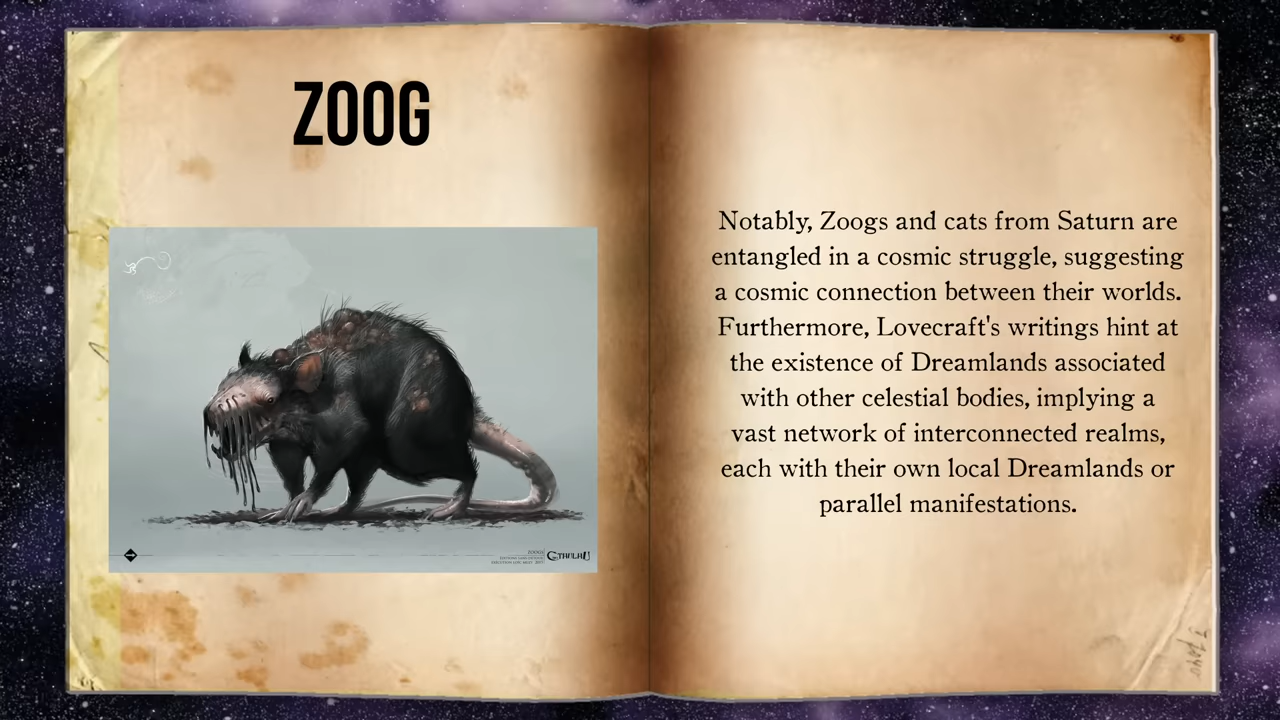 ZOOG
ZOOGS
CTHULHU
Notably, Zoogs and cats from Saturn are
entangled in a cosmic struggle, suggesting
a cosmic connection between their worlds.
Furthermore, Lovecraft's writings hint at
the existence of Dreamlands associated
with other celestial bodies, implying a
vast network of interconnected realms,
each with their own local Dreamlands or
parallel manifestations.